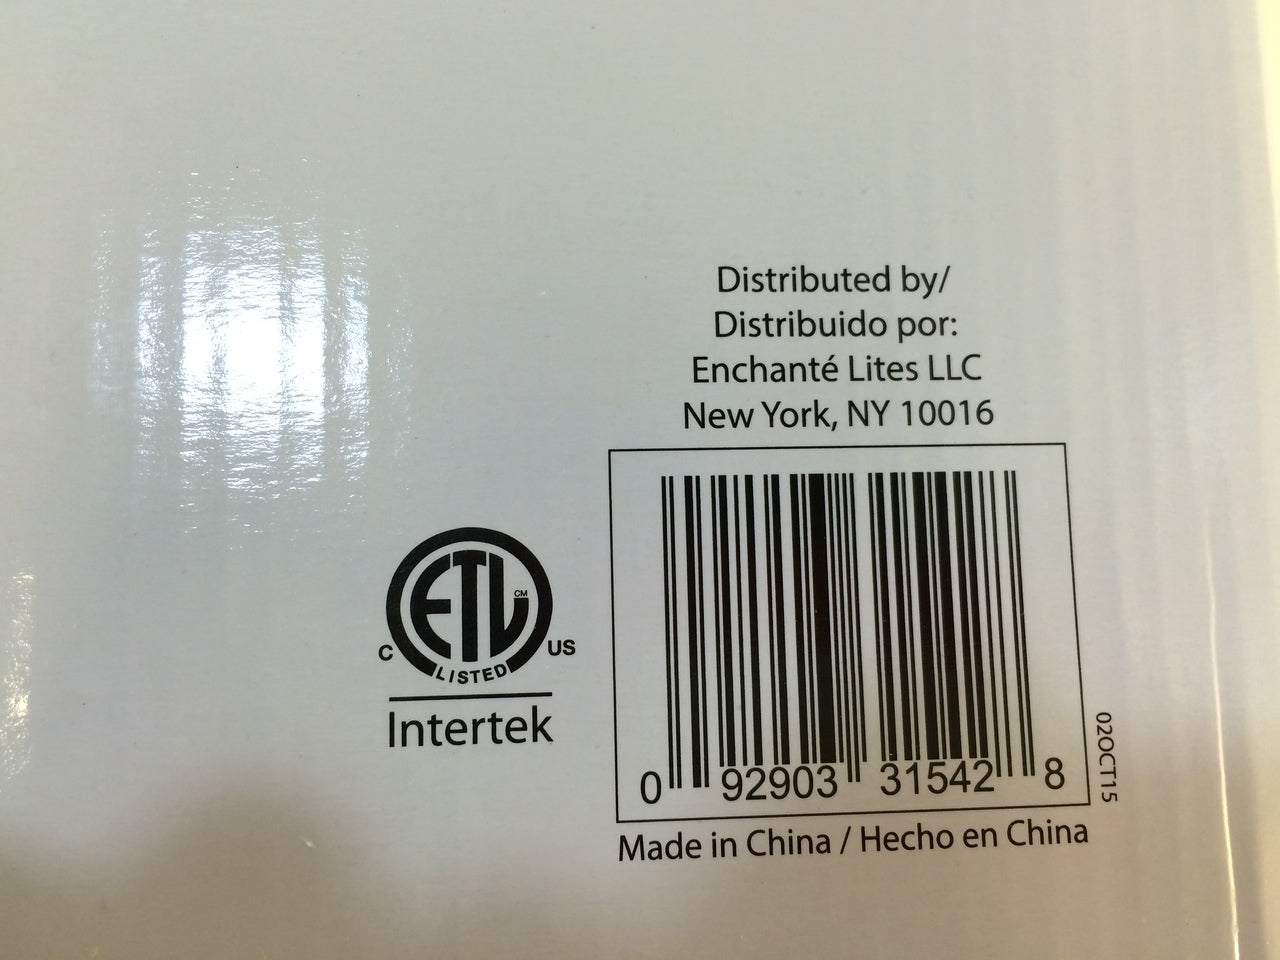 Distributed by/
Distribuido por:
Enchanté Lites LLC
New York, NY 10016
ETL CM
C LISTED US
Intertek
0 92903 31542 8
02OCT15
Made in China / Hecho en China